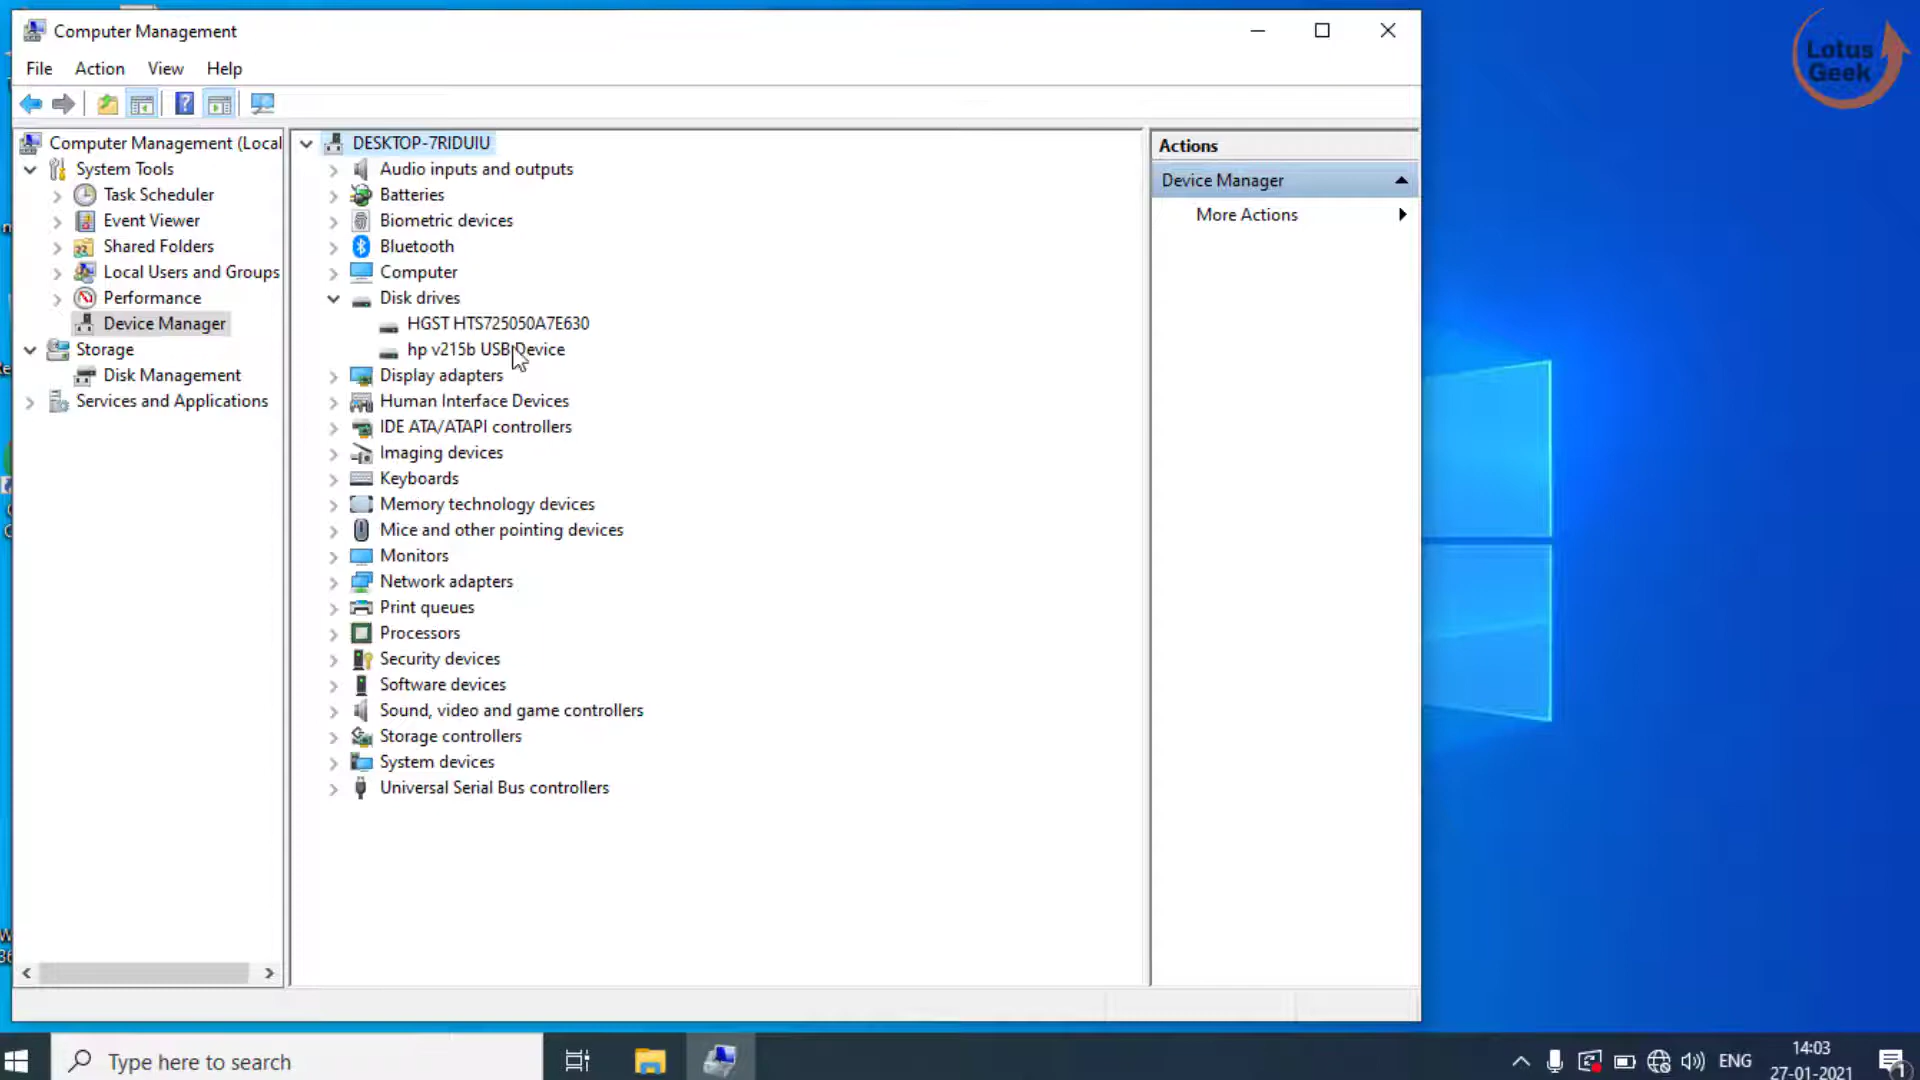 Computer Management
File Action View Help
Computer Management (Local
System Tools
Task Scheduler
Event Viewer
Shared Folders
Local Users and Groups
Performance
Device Manager
Storage
Disk Management
Services and Applications
DESKTOP-7RIDUIU
Audio inputs and outputs
Batteries
Biometric devices
Bluetooth
Computer
Disk drives
HGST HTS725050A7E630
hp v215b USB Device
Display adapters
Human Interface Devices
IDE ATA/ATAPI controllers
Imaging devices
Keyboards
Memory technology devices
Mice and other pointing devices
Monitors
Network adapters
Print queues
Processors
Security devices
Software devices
Sound, video and game controllers
Storage controllers
System devices
Universal Serial Bus controllers
Actions
Device Manager
More Actions
Lotus
Geek
Type here to search
ENG
14:03
27-01-2021
1